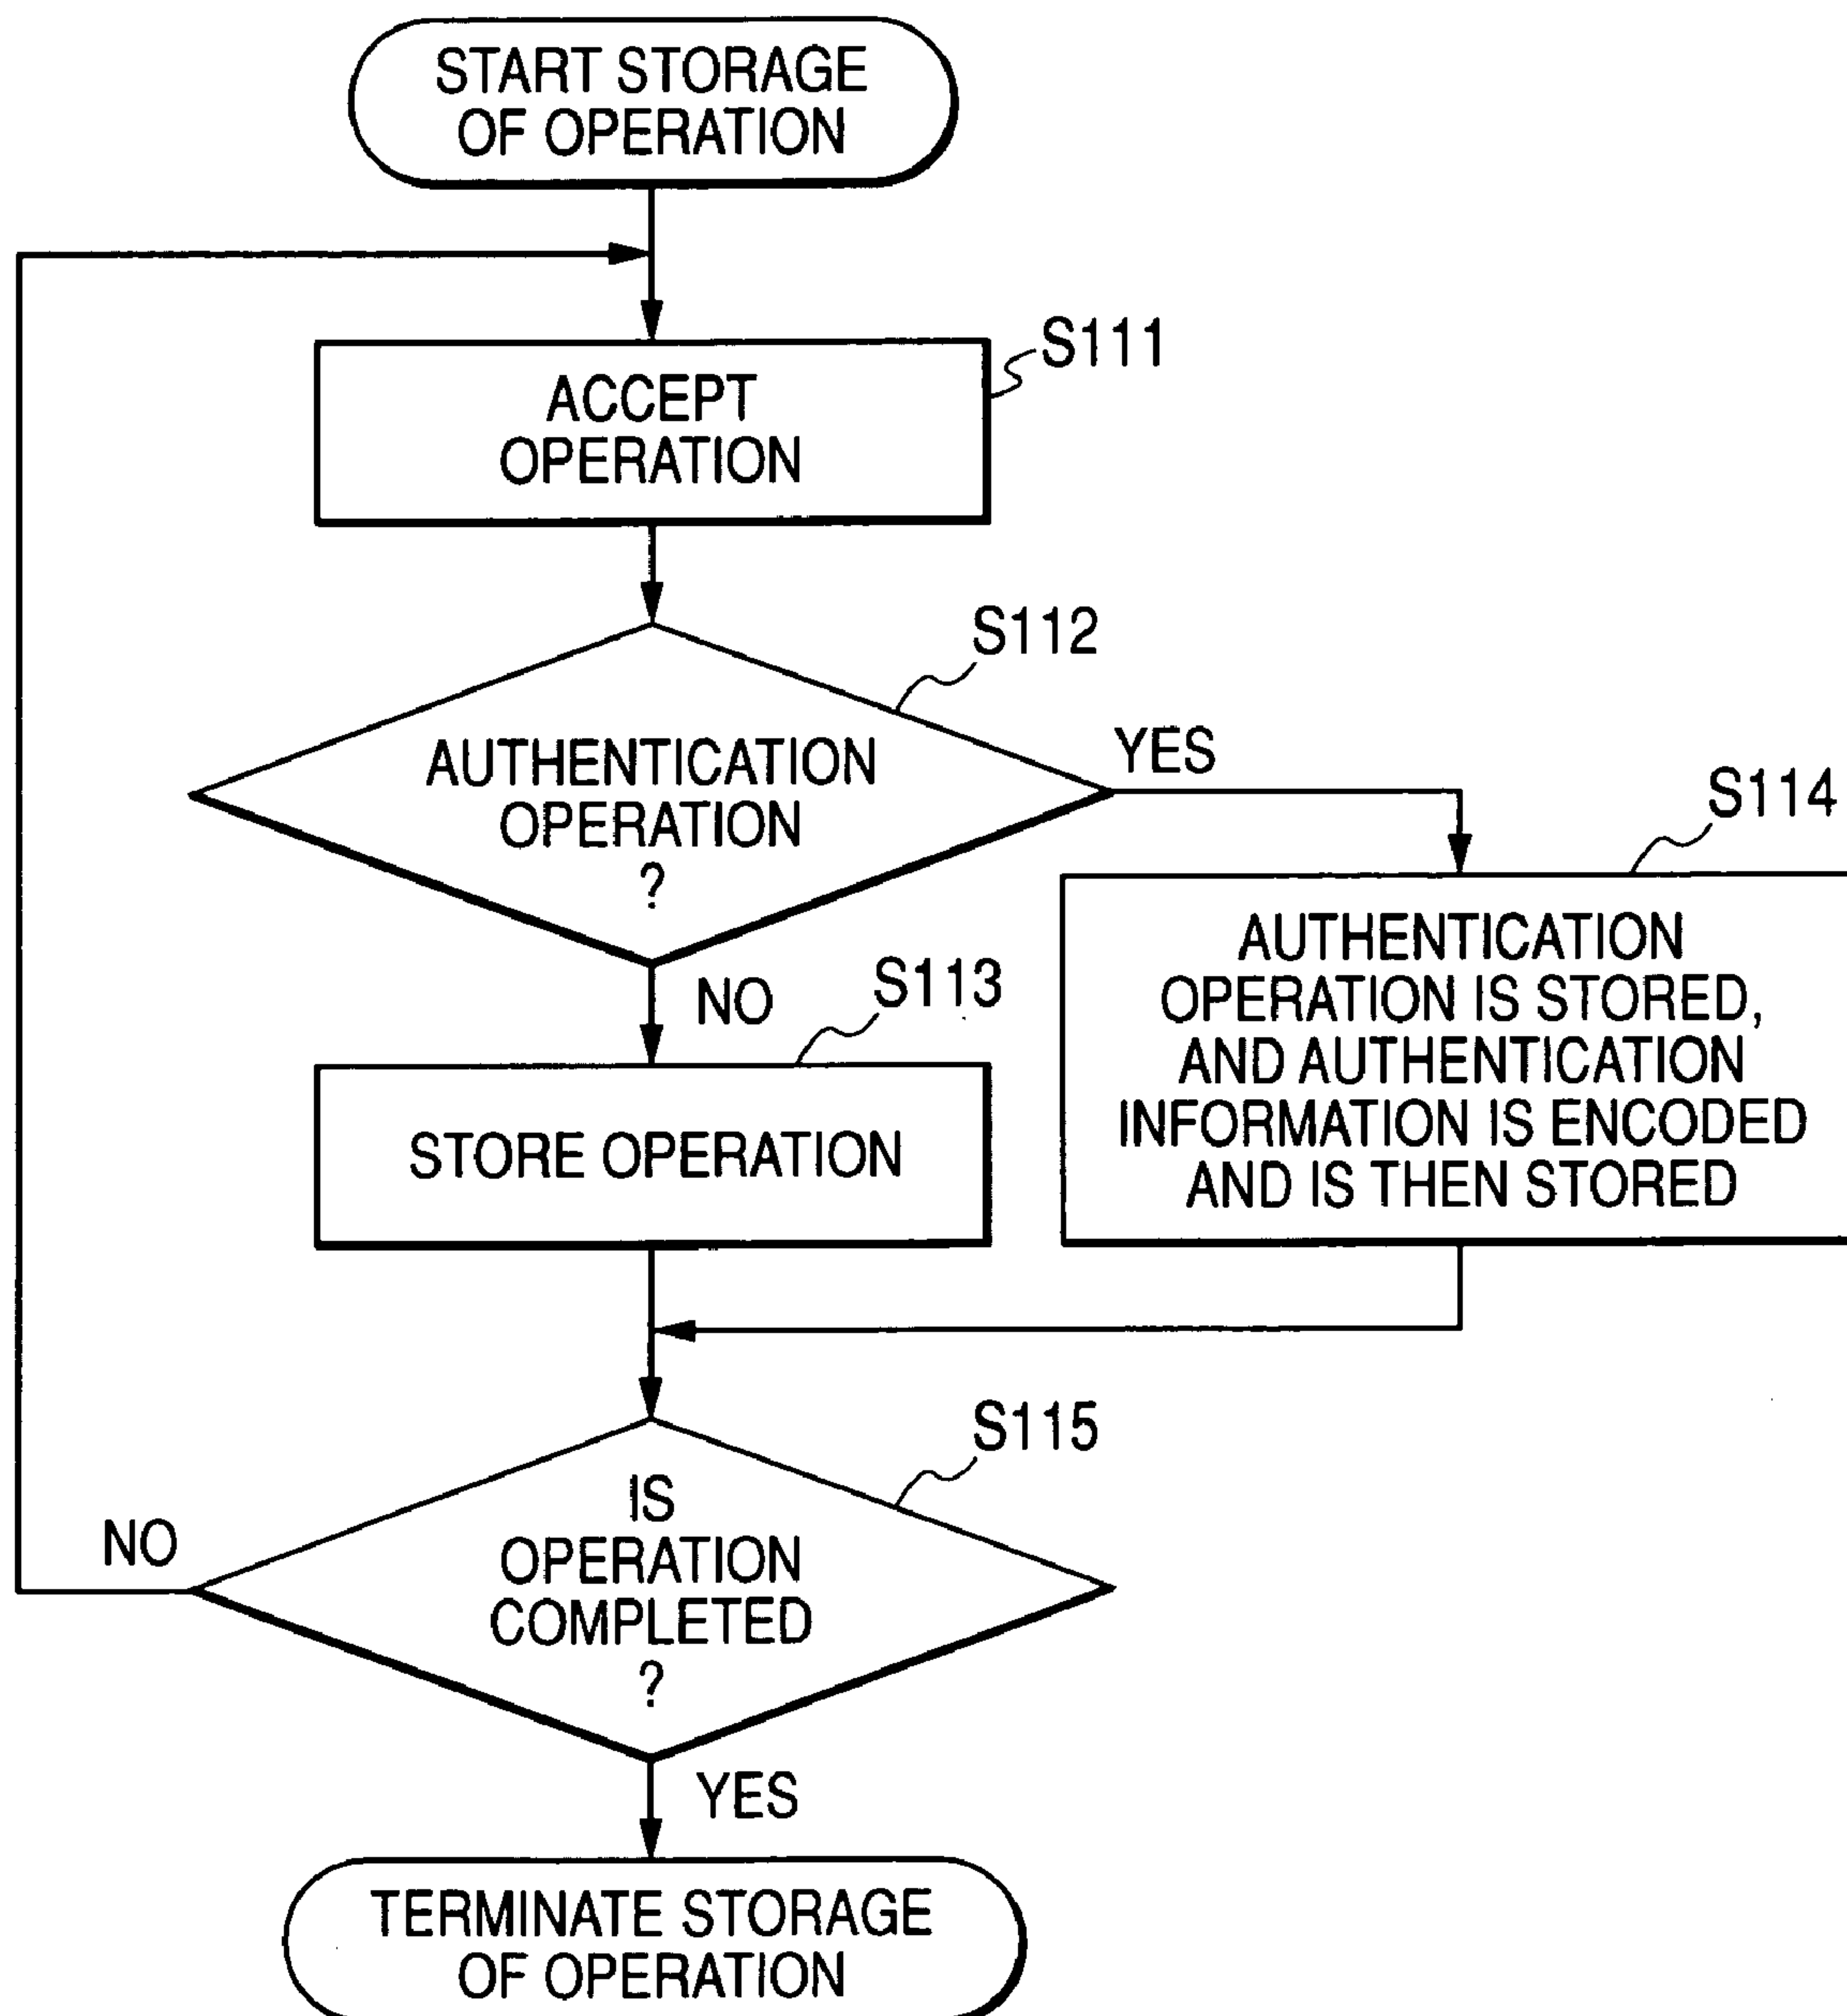 START STORAGE
OF OPERATION
S111
ACCEPT
OPERATION
S112
AUTHENTICATION
OPERATION
?
YES
S114
AUTHENTICATION
OPERATION IS STORED,
AND AUTHENTICATION
INFORMATION IS ENCODED
AND IS THEN STORED
NO
S113
STORE OPERATION
S115
IS
OPERATION
COMPLETED
?
NO
YES
TERMINATE STORAGE
OF OPERATION